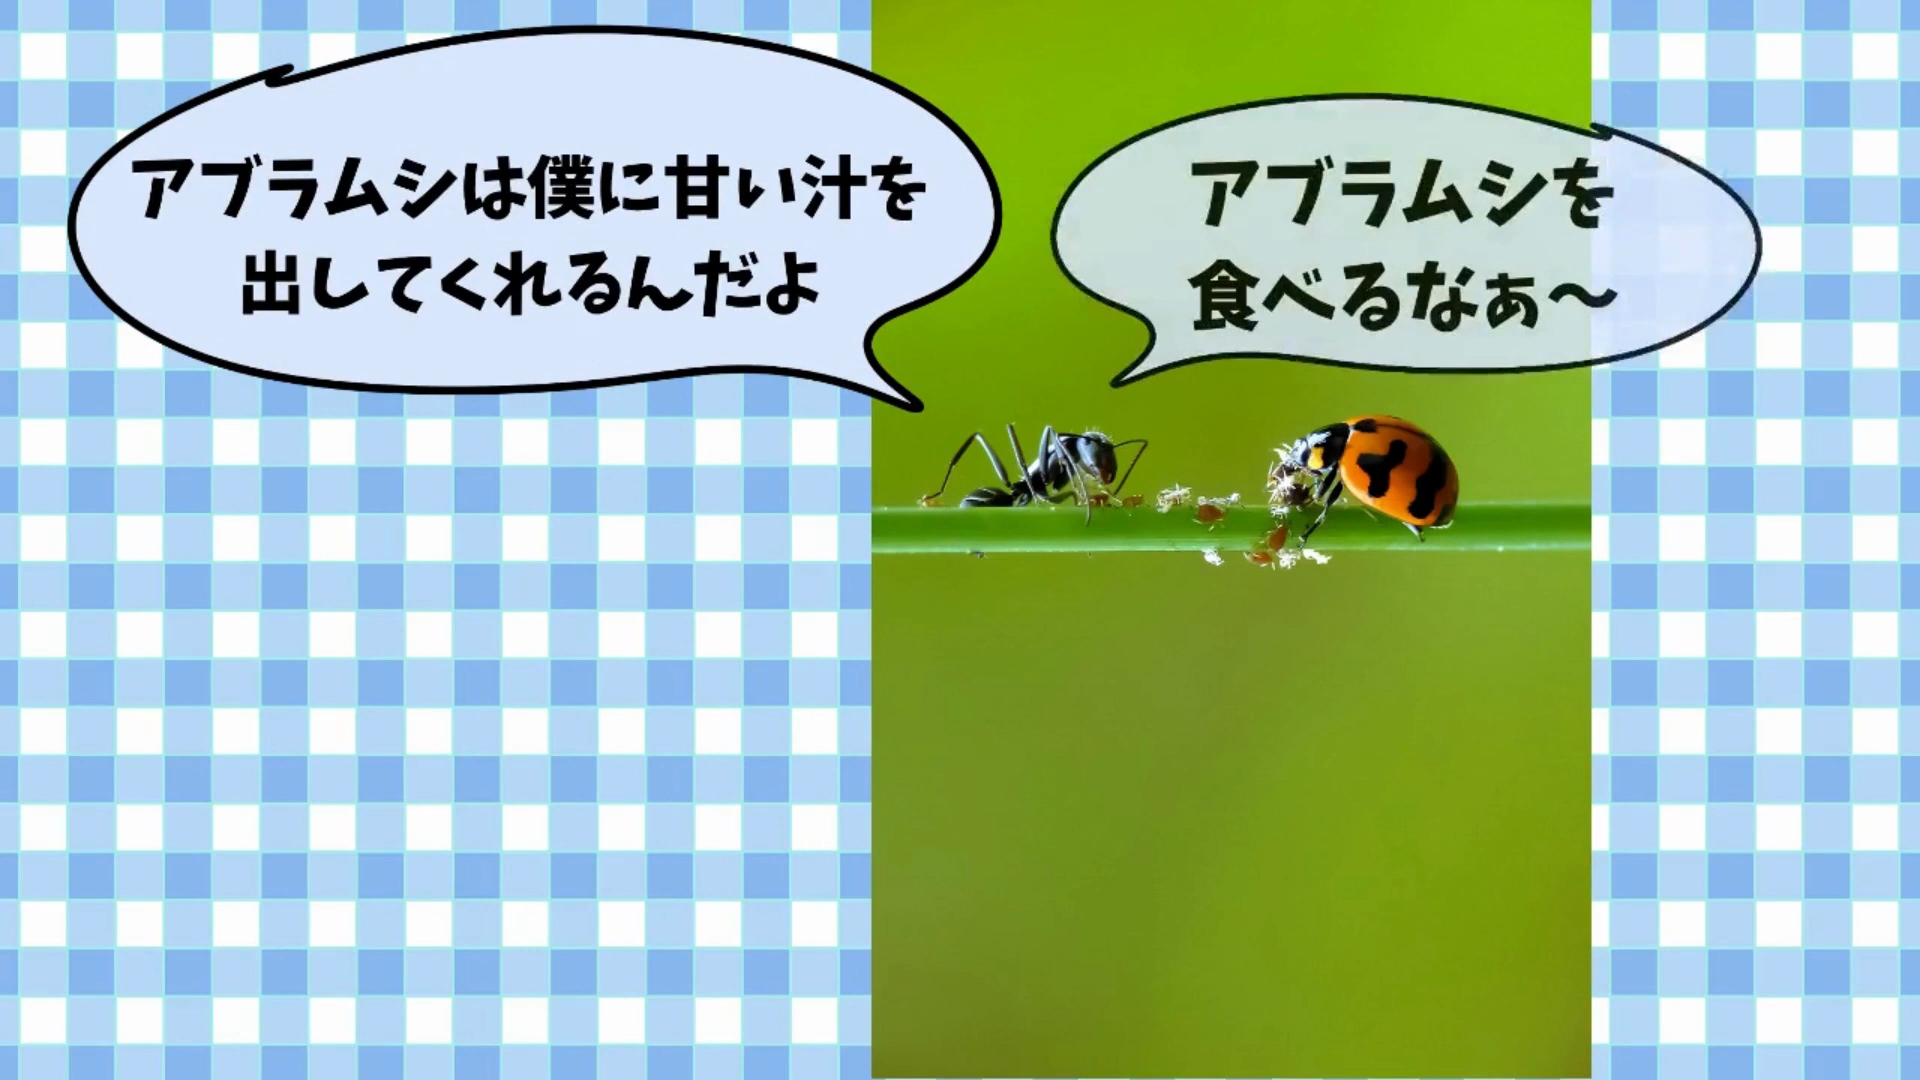 アブラムシは僕に甘い汁を
出してくれるんだよ
アブラムシを
食べるなぁ〜